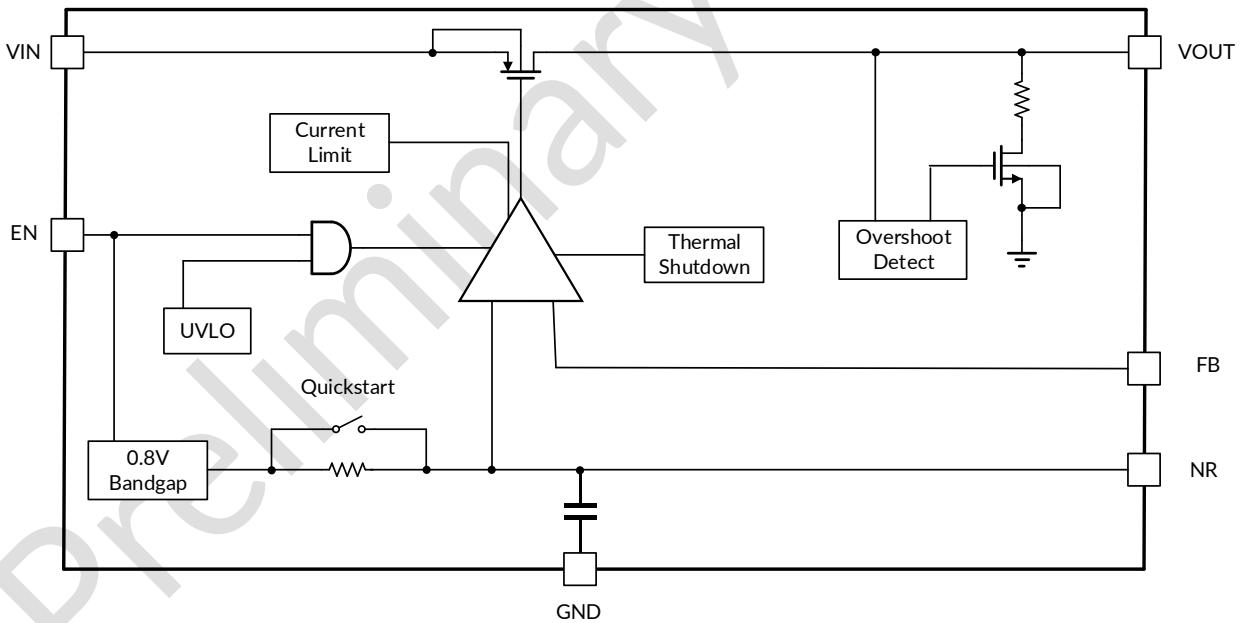 Preliminary
VIN
VOUT
Current
Limit
EN
Thermal
Shutdown
Overshoot
Detect
UVLO
FB
Quickstart
0.8V
Bandgap
NR
GND